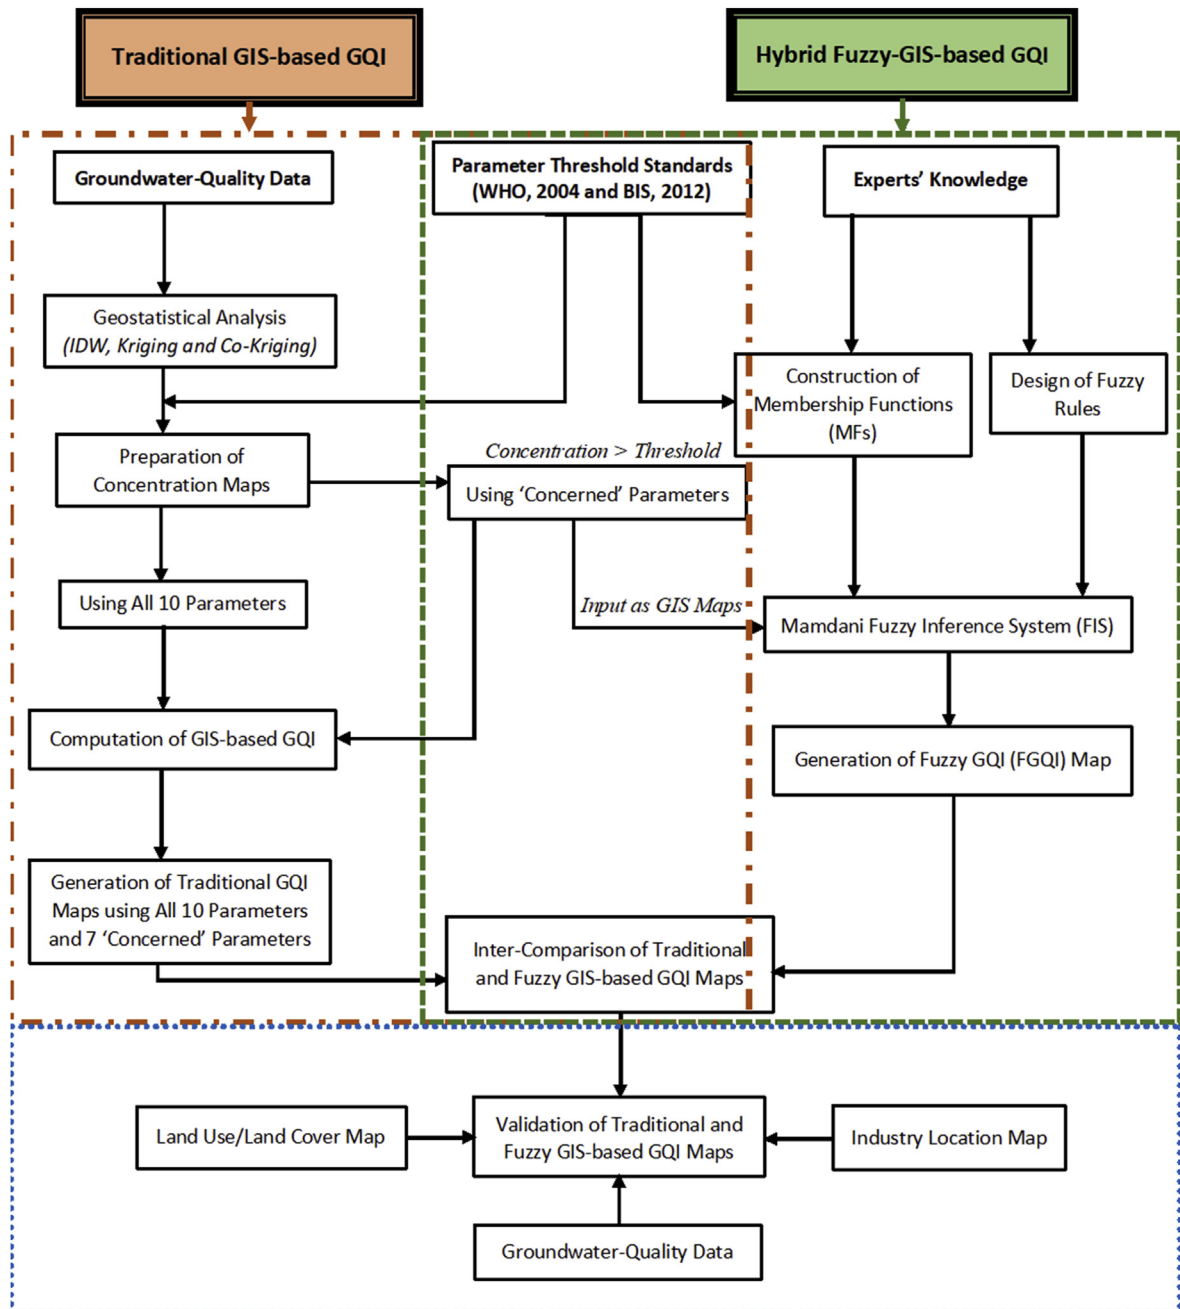 Traditional GIS-based GQI
Hybrid Fuzzy-GIS-based GQI
Groundwater-Quality Data
Parameter Threshold Standards
(WHO, 2004 and BIS, 2012)
Experts’ Knowledge
Geostatistical Analysis
(IDW, Kriging and Co-Kriging)
Construction of
Membership Functions
(MFs)
Design of Fuzzy
Rules
Preparation of
Concentration Maps
Concentration > Threshold
Using ‘Concerned’ Parameters
Using All 10 Parameters
Input as GIS Maps
Mamdani Fuzzy Inference System (FIS)
Computation of GIS-based GQI
Generation of Fuzzy GQI (FGQI) Map
Generation of Traditional GQI
Maps using All 10 Parameters
and 7 ‘Concerned’ Parameters
Inter-Comparison of Traditional
and Fuzzy GIS-based GQI Maps
Land Use/Land Cover Map
Validation of Traditional and
Fuzzy GIS-based GQI Maps
Industry Location Map
Groundwater-Quality Data